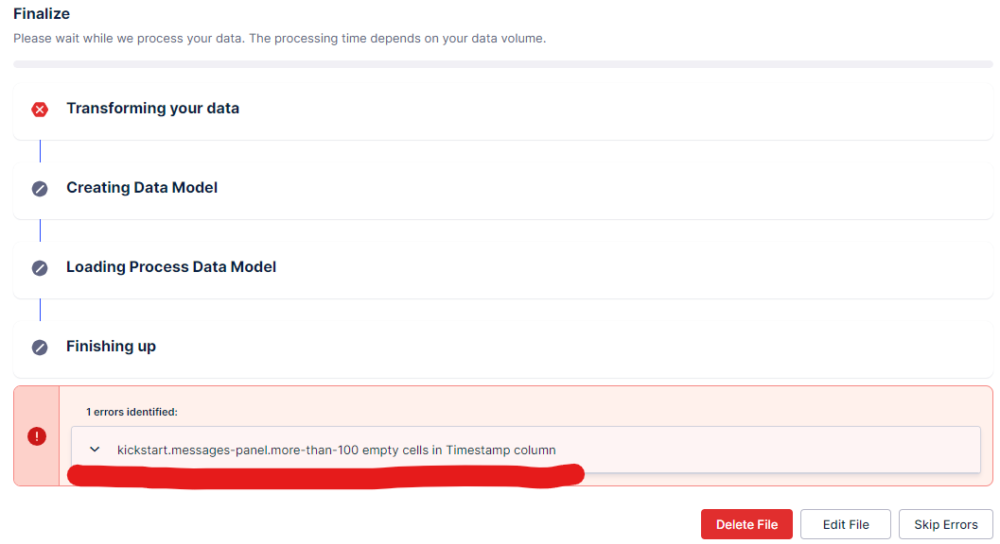 Finalize
Please wait while we process your data. The processing time depends on your data volume.
Transforming your data
Creating Data Model
Loading Process Data Model
Finishing up
1 errors identified:
kickstart.messages-panel.more-than-100 empty cells in Timestamp column
Delete File
Edit File
Skip Errors